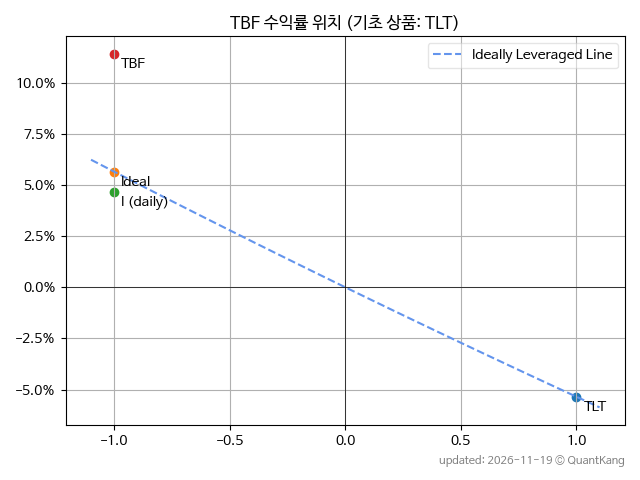 TBF 수익률 위치 (기초 상품: TLT)
Ideally Leveraged Line
10.0%
7.5%
5.0%
2.5%
0.0%
−2.5%
−5.0%
TBF
Ideal
I (daily)
TLT
−1.0
−0.5
0.0
0.5
1.0
updated: 2026-11-19 © QuantKang